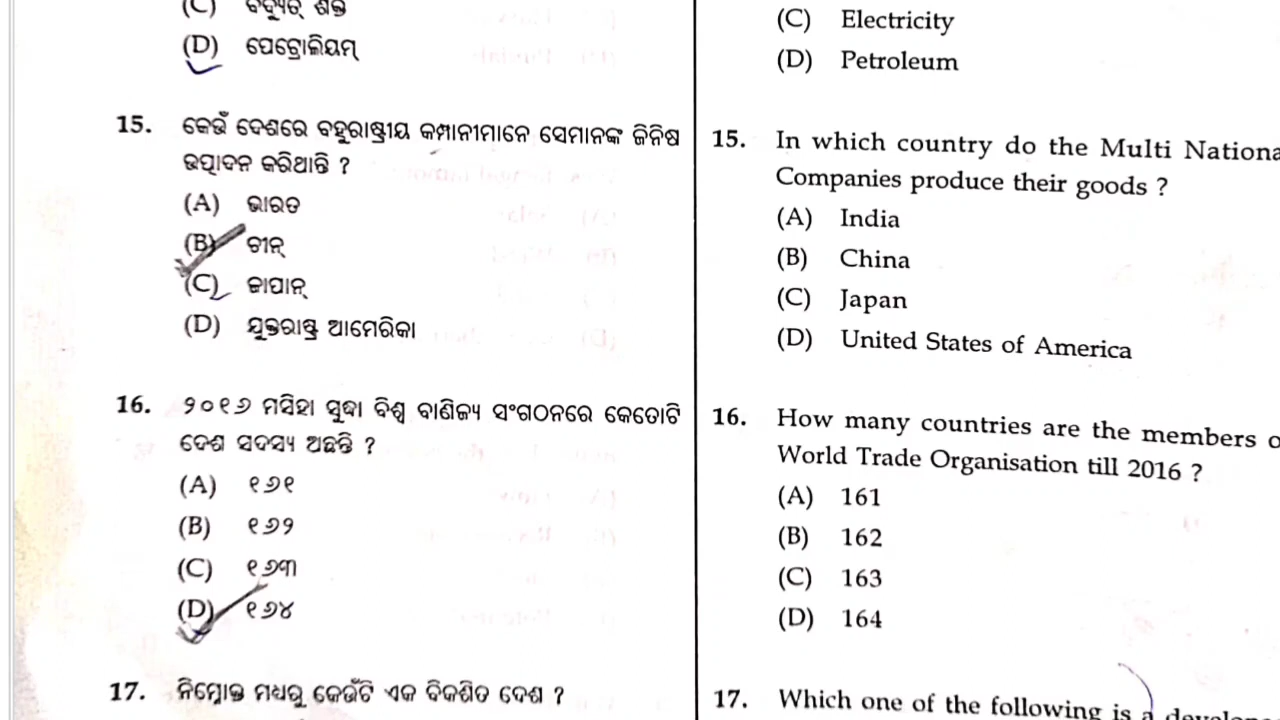 (C) ବିଦ୍ୟୁତ୍ ଶକ୍ତି
(D) ପେଟ୍ରୋଲିୟମ୍
15. କେଉଁ ଦେଶରେ ବହୁରାଷ୍ଟ୍ରୀୟ କମ୍ପାନୀମାନେ ସେମାନଙ୍କ ଜିନିଷ
ଉତ୍ପାଦନ କରିଥାନ୍ତି ?
(A) ଭାରତ
(B) ଚୀନ୍
(C) ଜାପାନ୍
(D) ଯୁକ୍ତରାଷ୍ଟ୍ର ଆମେରିକା
16. ୨୦୧୬ ମସିହା ସୁଦ୍ଧା ବିଶ୍ୱ ବାଣିଜ୍ୟ ସଂଗଠନରେ କେତୋଟି
ଦେଶ ସଦସ୍ୟ ଅଛନ୍ତି ?
(A) ୧୬୧
(B) ୧୬୨
(C) ୧୬୩
(D) ୧୬୪
17. ନିମ୍ନୋକ୍ତ ମଧ୍ୟରୁ କେଉଁଟି ଏକ ବିକଶିତ ଦେଶ ?
(C) Electricity
(D) Petroleum
15. In which country do the Multi Nationa
Companies produce their goods ?
(A) India
(B) China
(C) Japan
(D) United States of America
16. How many countries are the members o
World Trade Organisation till 2016 ?
(A) 161
(B) 162
(C) 163
(D) 164
17. Which one of the following is a